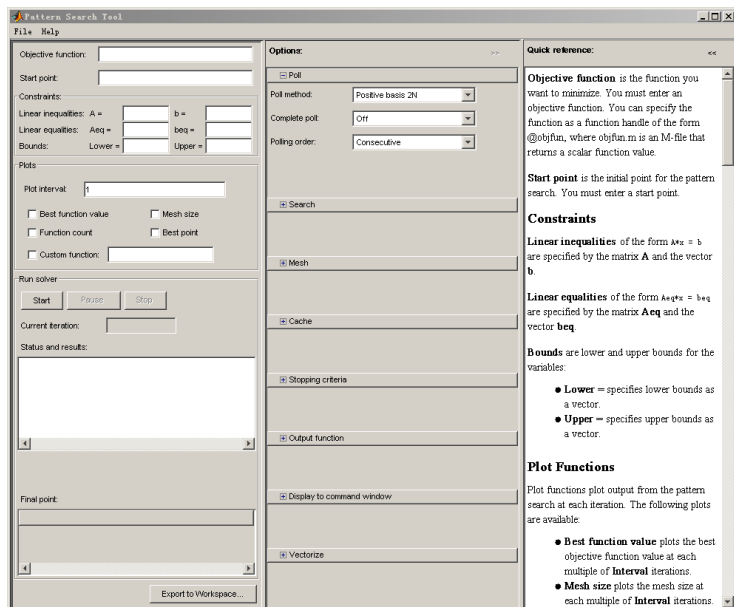 Pattern Search Tool
File Help
Objective function:
Start point:
Constraints:
Linear inequalities: A = b =
Linear equalities: Aeq = beq =
Bounds: Lower = Upper =
Plots
Plot interval: 1
Best function value Mesh size
Function count Best point
Custom function:
Run solver
Start Pause Stop
Current iteration:
Status and results:
Final point:
Export to Workspace...
Options: >>
Poll
Poll method: Positive basis 2N
Complete poll: Off
Polling order: Consecutive
Search
Mesh
Cache
Stopping criteria
Output function
Display to command window
Vectorize
Quick reference: <<
Objective function is the function you
want to minimize. You must enter an
objective function. You can specify the
function as a function handle of the form
@objfun, where objfun.m is an M-file that
returns a scalar function value.
Start point is the initial point for the pattern
search. You must enter a start point.
Constraints
Linear inequalities of the form A*x = b
are specified by the matrix A and the vector
b.
Linear equalities of the form Aeq*x = beq
are specified by the matrix Aeq and the
vector beq.
Bounds are lower and upper bounds for the
variables:
● Lower = specifies lower bounds as
a vector.
● Upper = specifies upper bounds as
a vector.
Plot Functions
Plot functions plot output from the pattern
search at each iteration. The following plots
are available:
● Best function value plots the best
objective function value at each
multiple of Interval iterations.
● Mesh size plots the mesh size at
each multiple of Interval iterations.